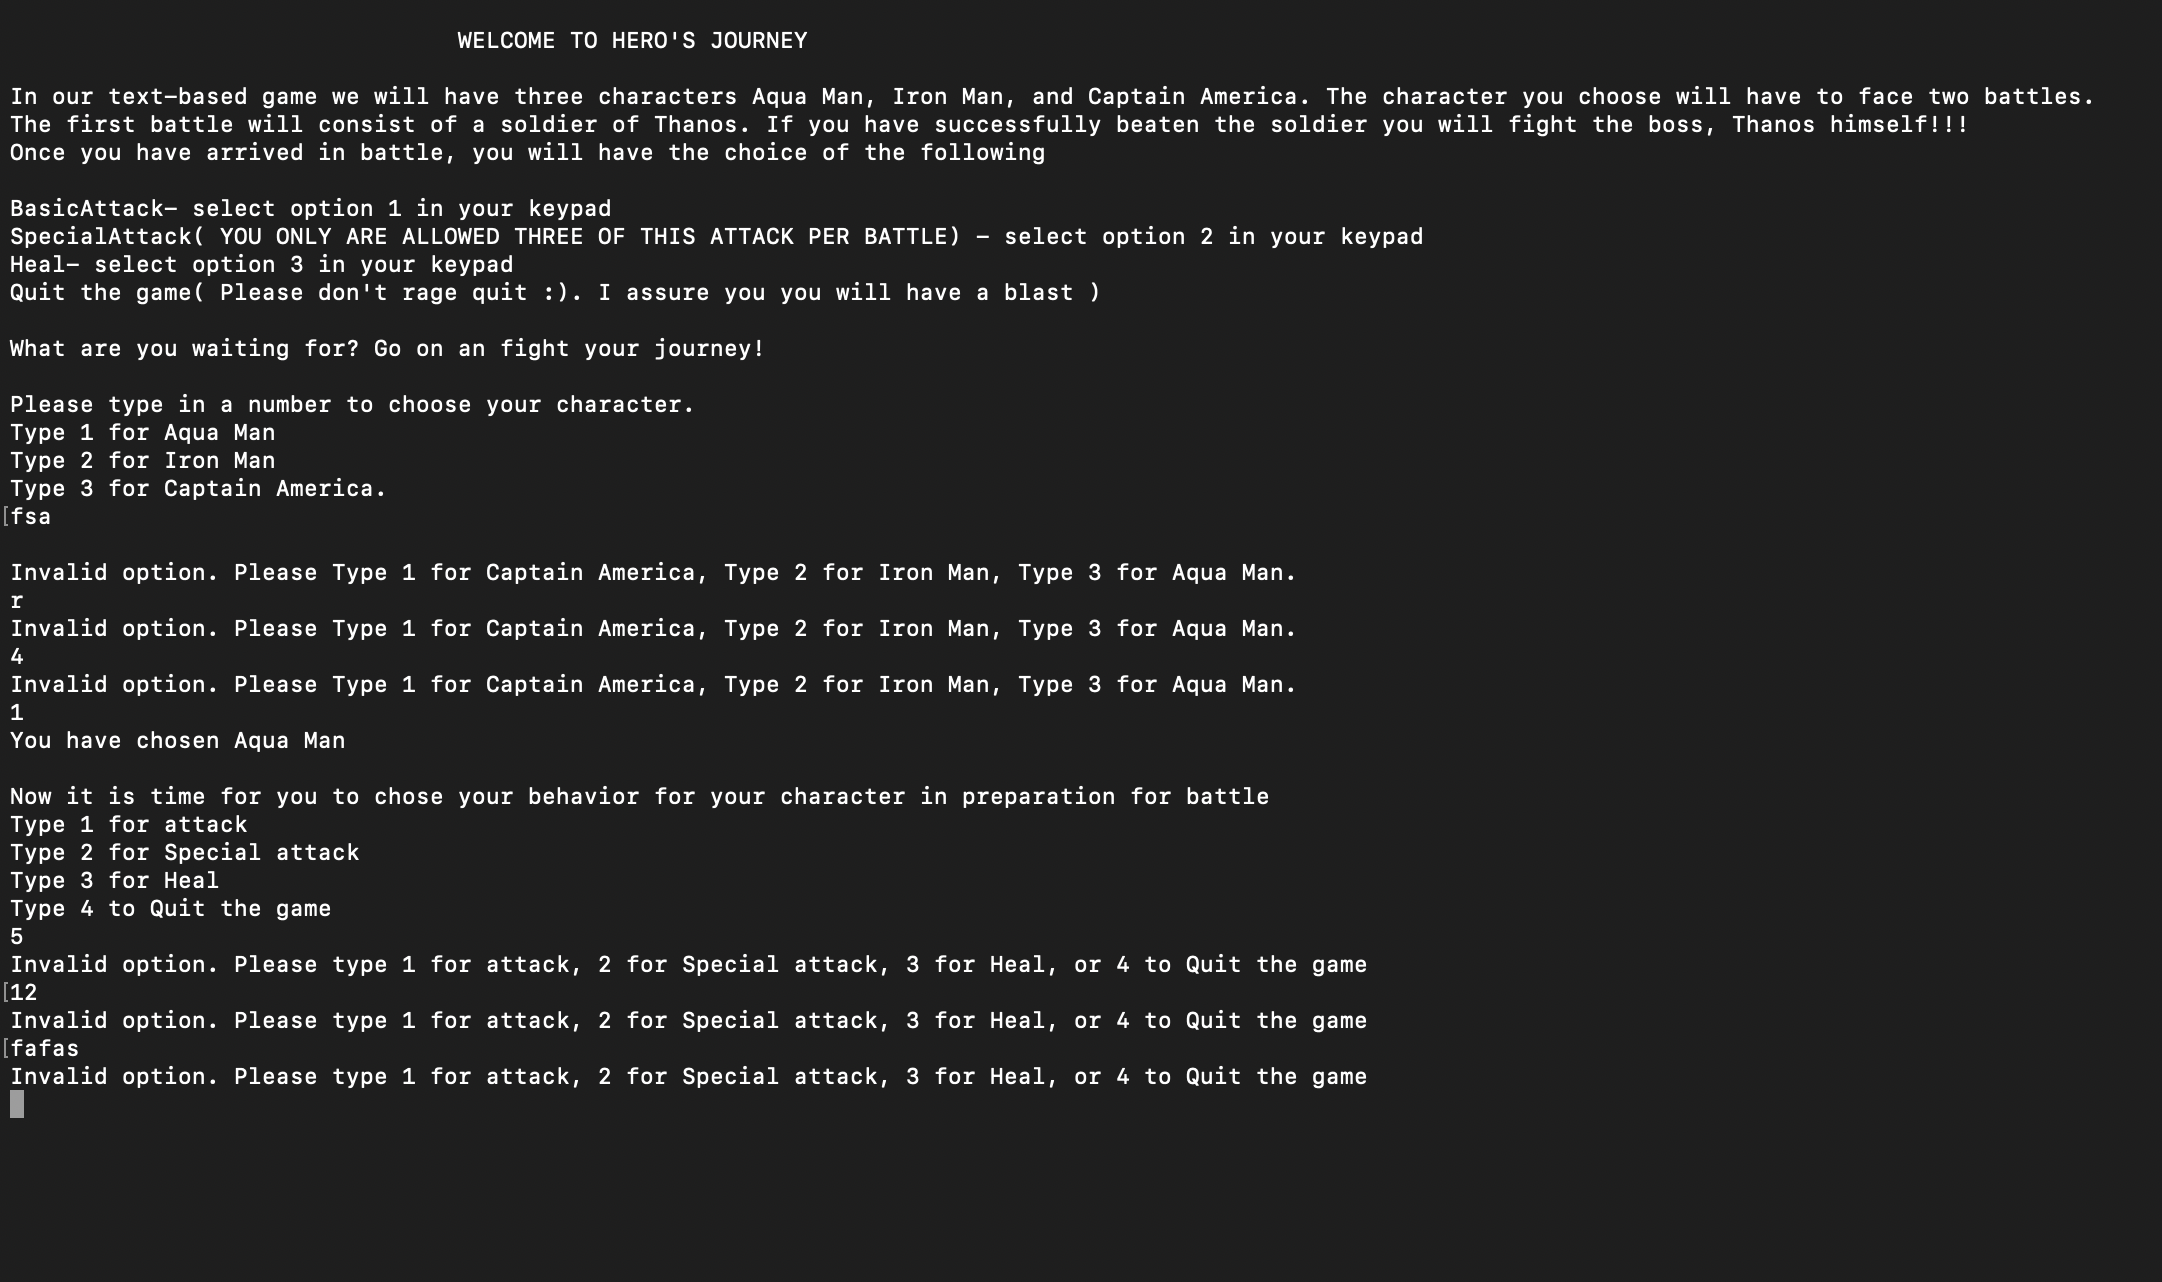 WELCOME TO HERO'S JOURNEY
In our text-based game we will have three characters Aqua Man, Iron Man, and Captain America. The character you choose will have to face two battles.
The first battle will consist of a soldier of Thanos. If you have successfully beaten the soldier you will fight the boss, Thanos himself!!!
Once you have arrived in battle, you will have the choice of the following
BasicAttack- select option 1 in your keypad
SpecialAttack( YOU ONLY ARE ALLOWED THREE OF THIS ATTACK PER BATTLE) - select option 2 in your keypad
Heal- select option 3 in your keypad
Quit the game( Please don't rage quit :). I assure you you will have a blast )
What are you waiting for? Go on an fight your journey!
Please type in a number to choose your character.
Type 1 for Aqua Man
Type 2 for Iron Man
Type 3 for Captain America.
[fsa
Invalid option. Please Type 1 for Captain America, Type 2 for Iron Man, Type 3 for Aqua Man.
r
Invalid option. Please Type 1 for Captain America, Type 2 for Iron Man, Type 3 for Aqua Man.
4
Invalid option. Please Type 1 for Captain America, Type 2 for Iron Man, Type 3 for Aqua Man.
1
You have chosen Aqua Man
Now it is time for you to chose your behavior for your character in preparation for battle
Type 1 for attack
Type 2 for Special attack
Type 3 for Heal
Type 4 to Quit the game
5
Invalid option. Please type 1 for attack, 2 for Special attack, 3 for Heal, or 4 to Quit the game
[12
Invalid option. Please type 1 for attack, 2 for Special attack, 3 for Heal, or 4 to Quit the game
[fafas
Invalid option. Please type 1 for attack, 2 for Special attack, 3 for Heal, or 4 to Quit the game